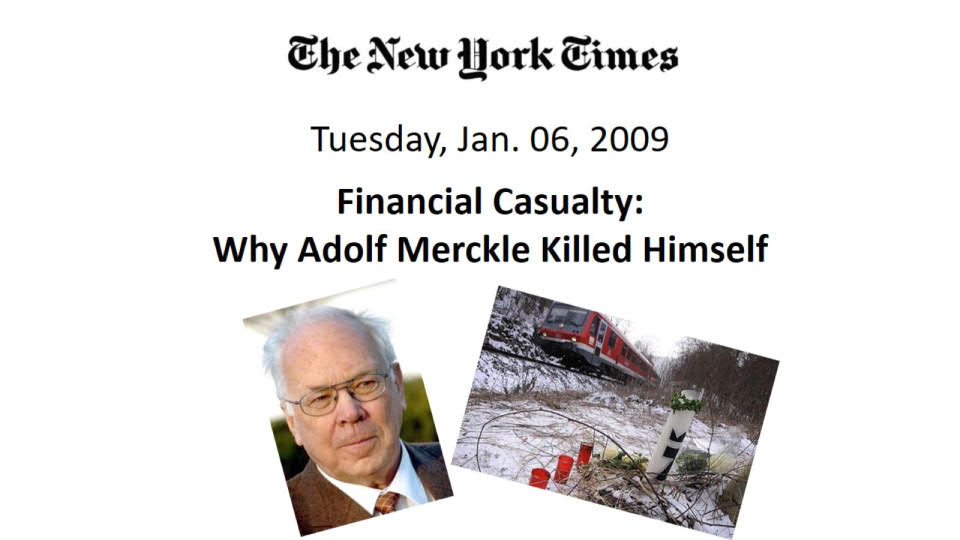 The New York Times
Tuesday, Jan. 06, 2009
Financial Casualty:
Why Adolf Merckle Killed Himself